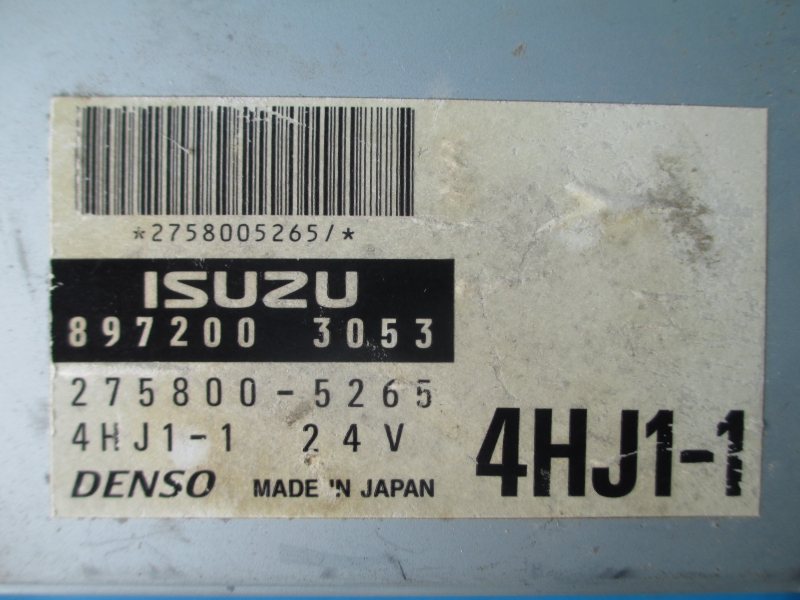 *2758005265/*
ISUZU
897200 3053
275800-5265
4HJ1-1 24V
DENSO MADE IN JAPAN
4HJ1-1